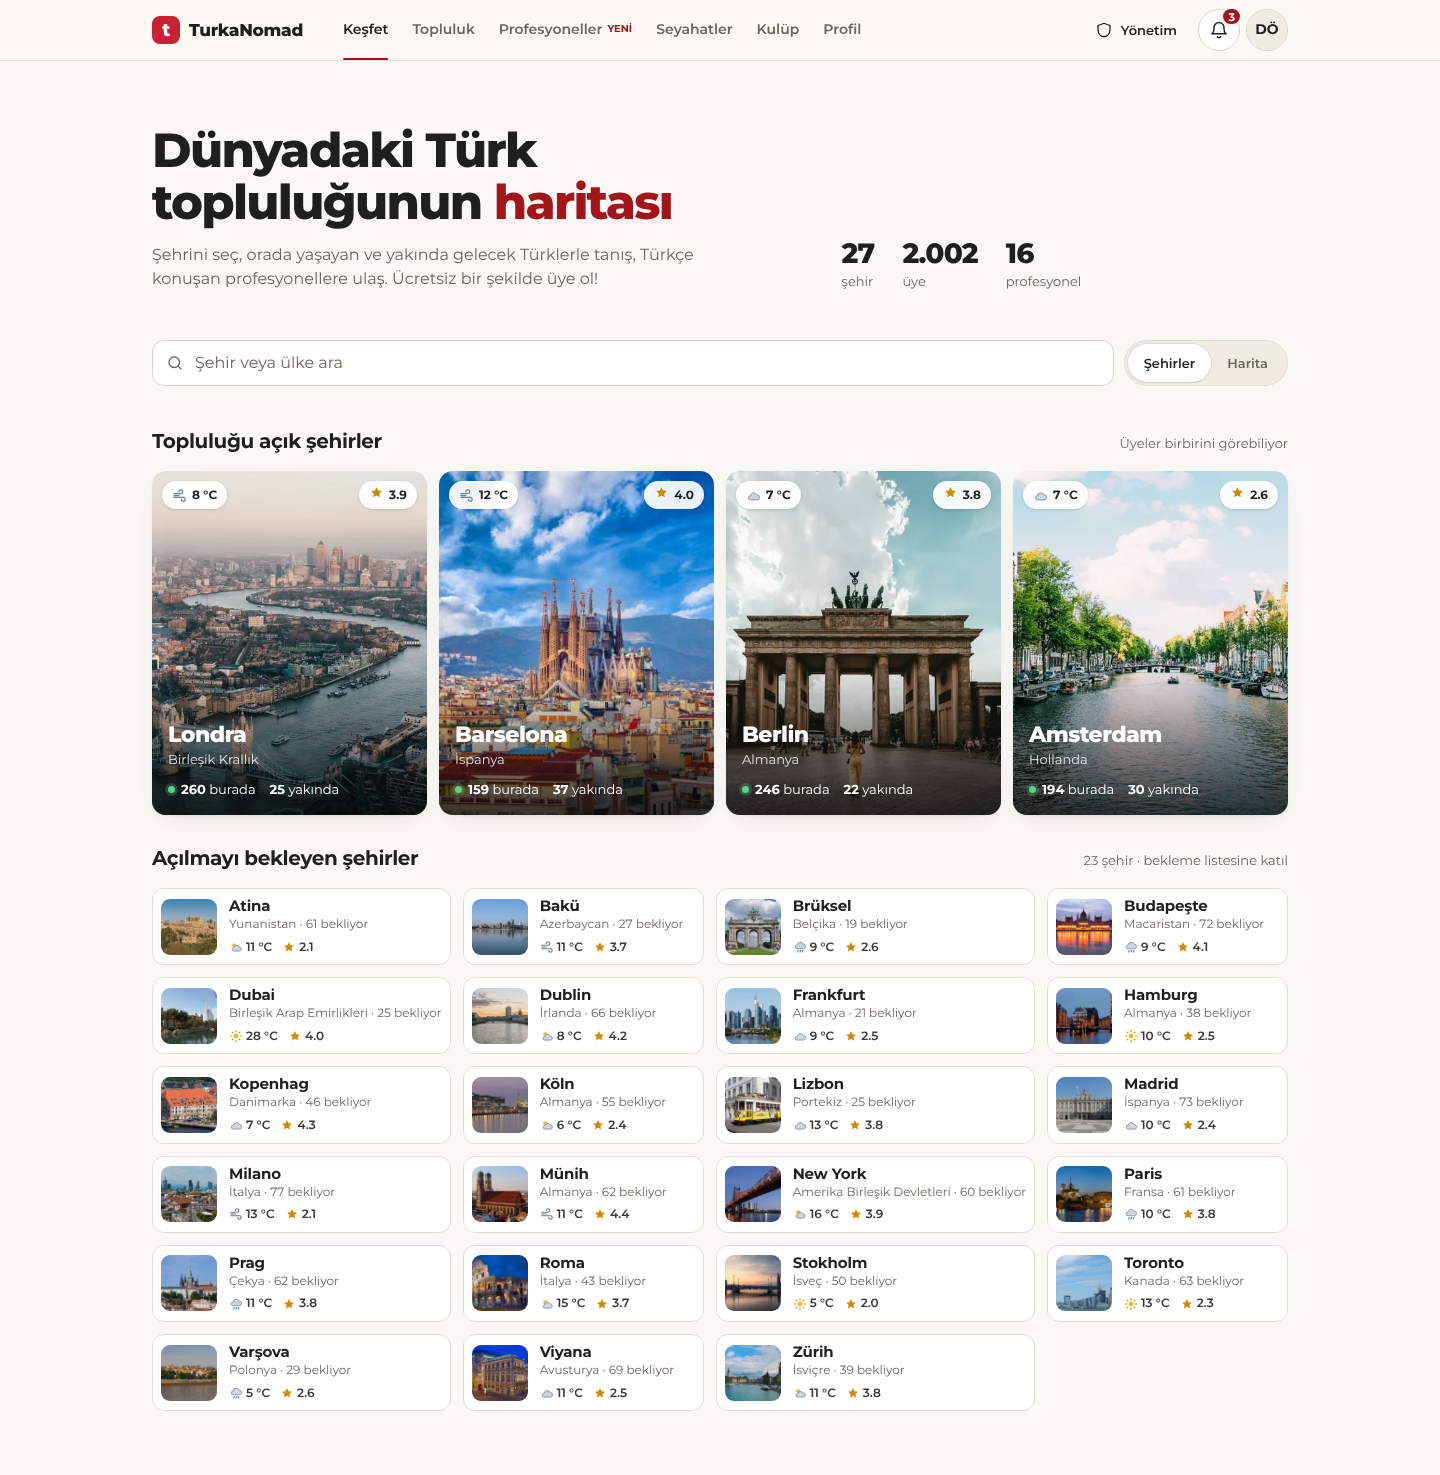 t TurkaNomad Keşfet Topluluk Profesyoneller YENİ Seyahatler Kulüp Profil Yönetim 3 DÖ
Dünyadaki Türk
topluluğunun haritası
Şehrini seç, orada yaşayan ve yakında gelecek Türklerle tanış, Türkçe
konuşan profesyonellere ulaş. Ücretsiz bir şekilde üye ol!
27 2.002 16
şehir üye profesyonel
Şehir veya ülke ara Şehirler Harita
Topluluğu açık şehirler Üyeler birbirini görebiliyor
8 °C 3.9 12 °C 4.0 7 °C 3.8 7 °C 2.6
Londra Barselona Berlin Amsterdam
Birleşik Krallık İspanya Almanya Hollanda
260 burada 25 yakında 159 burada 37 yakında 246 burada 22 yakında 194 burada 30 yakında
Açılmayı bekleyen şehirler 23 şehir · bekleme listesine katıl
Atina Bakü Brüksel Budapeşte
Yunanistan · 61 bekliyor Azerbaycan · 27 bekliyor Belçika · 19 bekliyor Macaristan · 72 bekliyor
11 °C 2.1 11 °C 3.7 9 °C 2.6 9 °C 4.1
Dubai Dublin Frankfurt Hamburg
Birleşik Arap Emirlikleri · 25 bekliyor İrlanda · 66 bekliyor Almanya · 21 bekliyor Almanya · 38 bekliyor
28 °C 4.0 8 °C 4.2 9 °C 2.5 10 °C 2.5
Kopenhag Köln Lizbon Madrid
Danimarka · 46 bekliyor Almanya · 55 bekliyor Portekiz · 25 bekliyor İspanya · 73 bekliyor
7 °C 4.3 6 °C 2.4 13 °C 3.8 10 °C 2.4
Milano Münih New York Paris
İtalya · 77 bekliyor Almanya · 62 bekliyor Amerika Birleşik Devletleri · 60 bekliyor Fransa · 61 bekliyor
13 °C 2.1 11 °C 4.4 16 °C 3.9 10 °C 3.8
Prag Roma Stokholm Toronto
Çekya · 62 bekliyor İtalya · 43 bekliyor İsveç · 50 bekliyor Kanada · 63 bekliyor
11 °C 3.8 15 °C 3.7 5 °C 2.0 13 °C 2.3
Varşova Viyana Zürih
Polonya · 29 bekliyor Avusturya · 69 bekliyor İsviçre · 39 bekliyor
5 °C 2.6 11 °C 2.5 11 °C 3.8